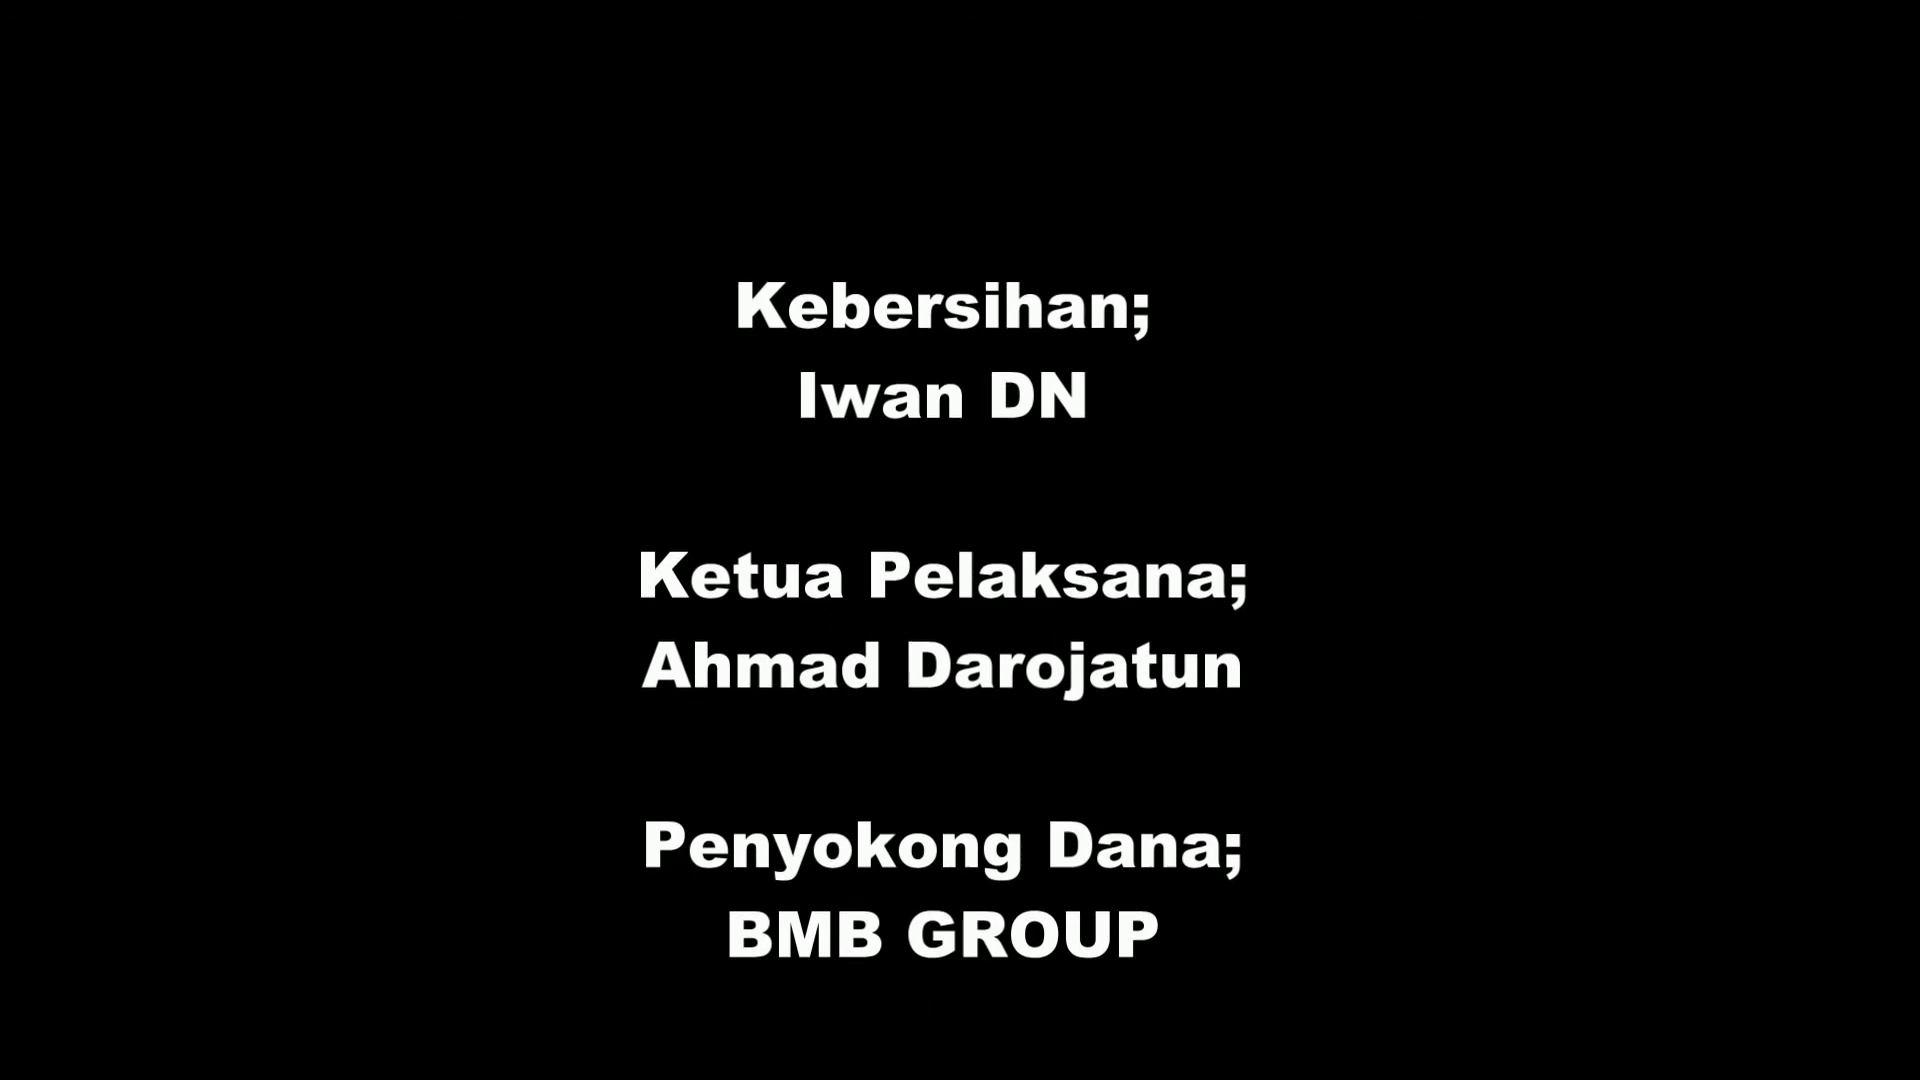 Kebersihan;
Iwan DN
Ketua Pelaksana;
Ahmad Darojatun
Penyokong Dana;
BMB GROUP